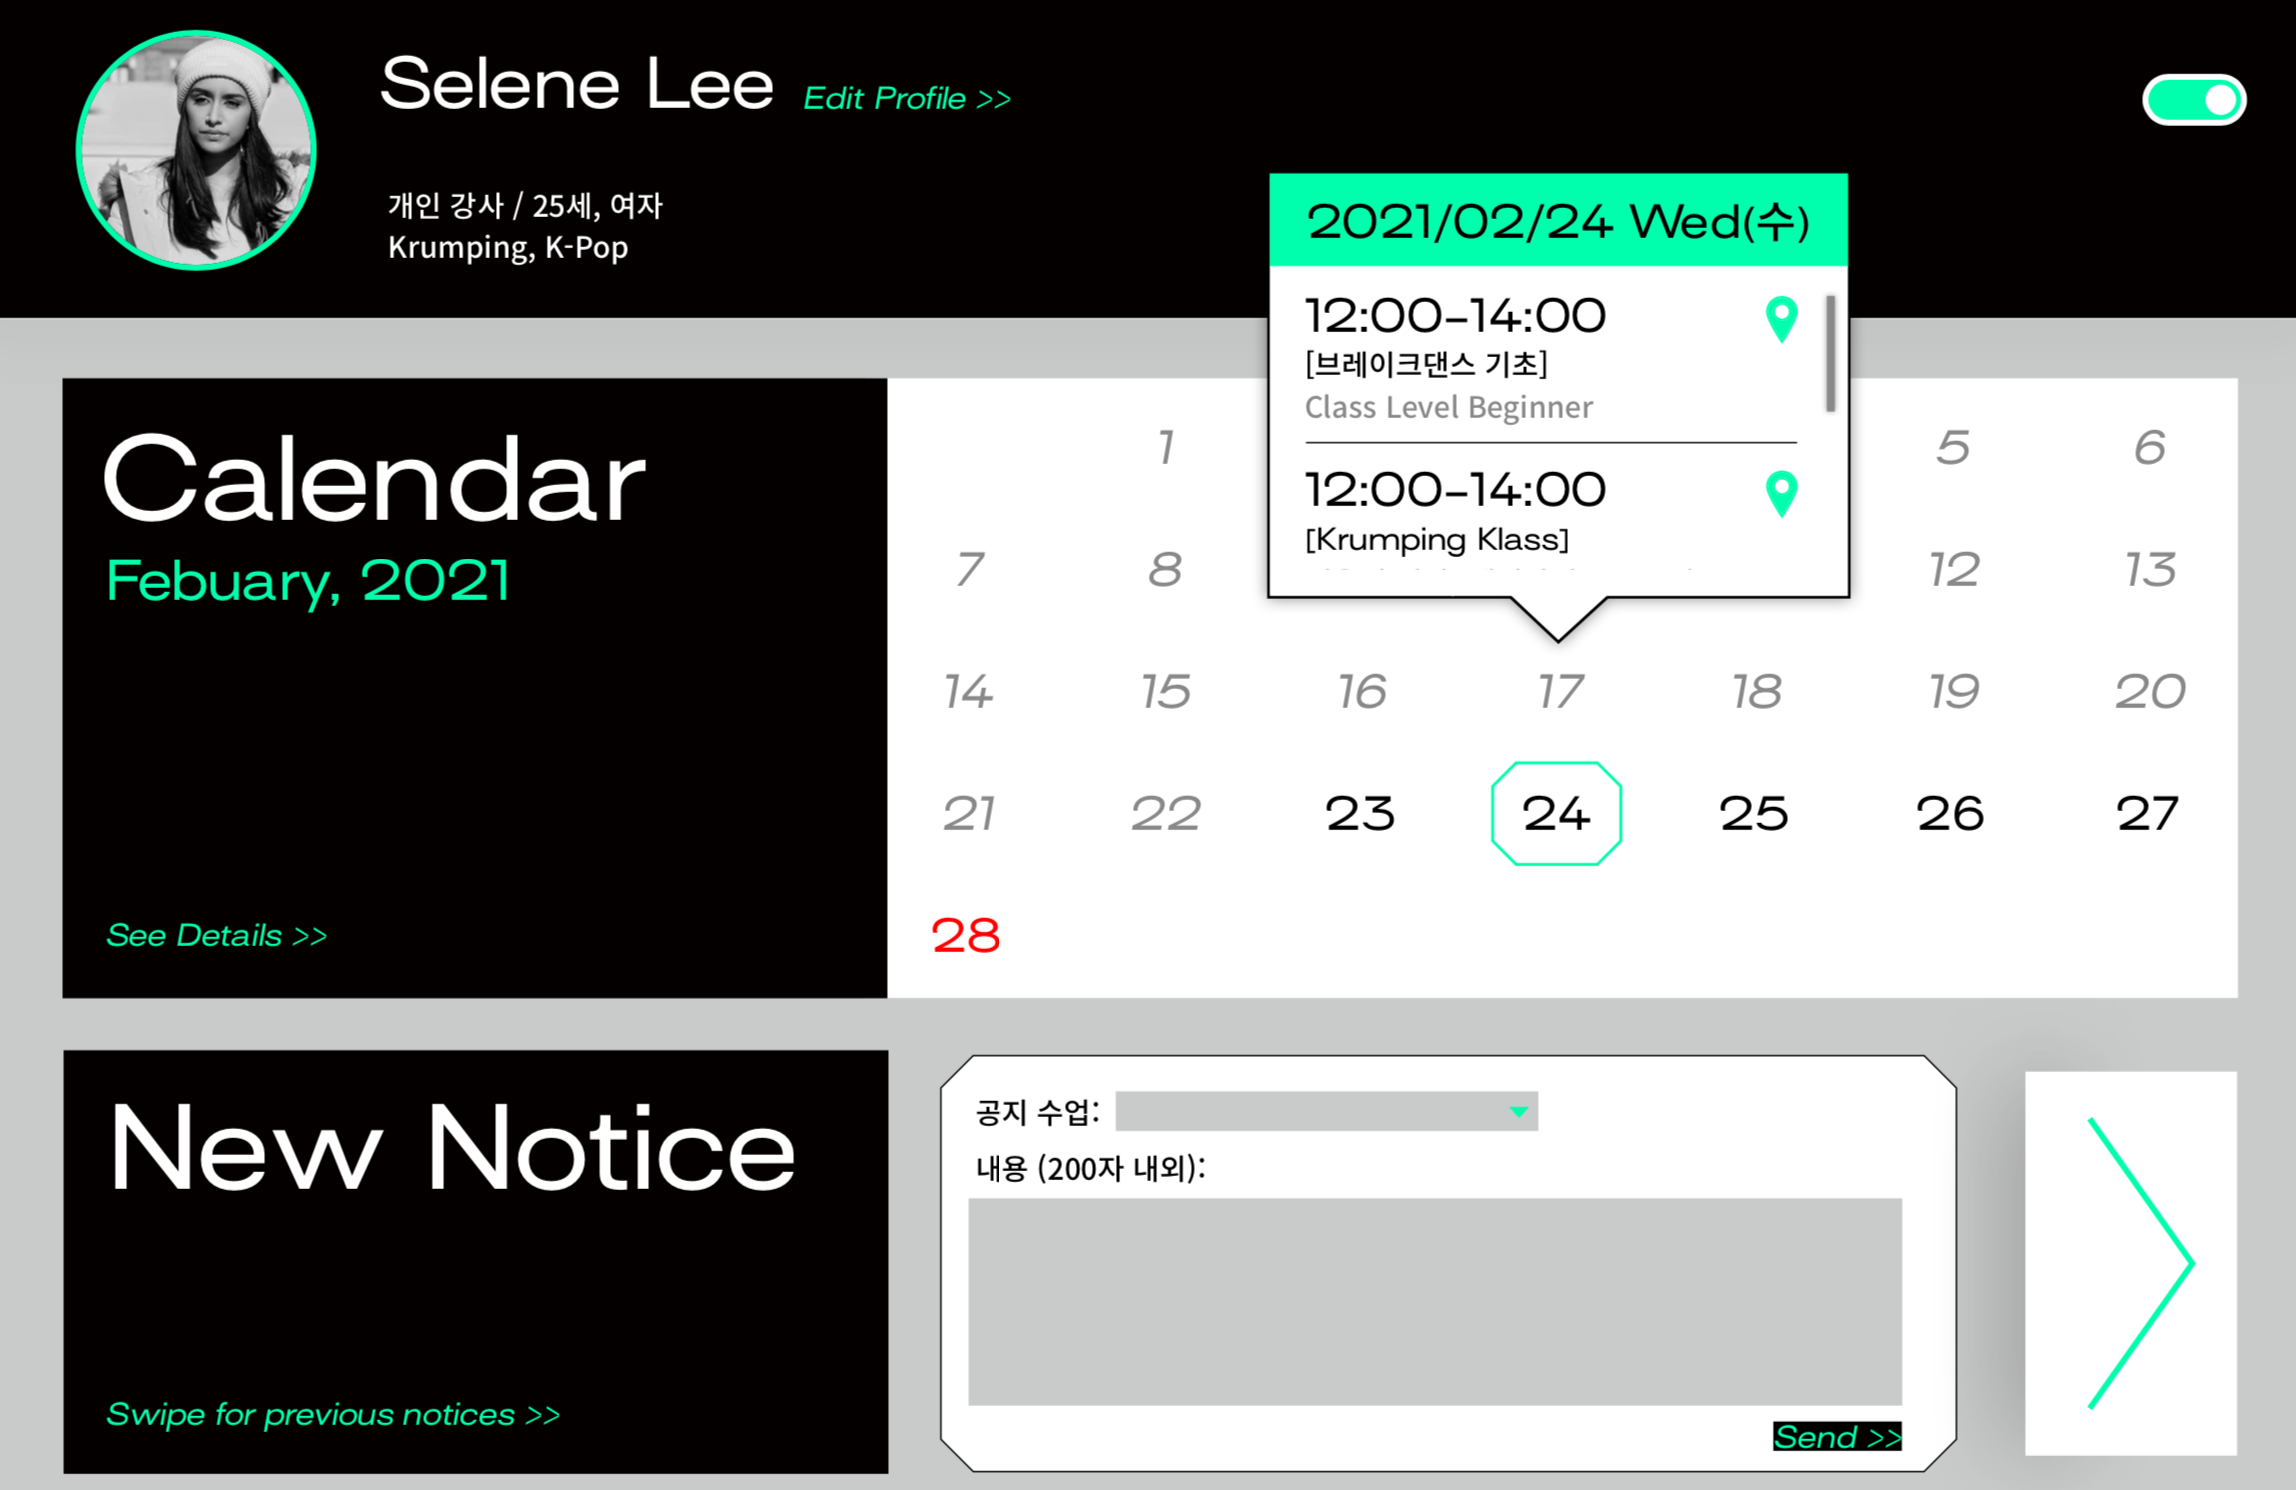 Selene Lee Edit Profile >>
개인 강사 / 25세, 여자
Krumping, K-Pop
2021/02/24 Wed(수)
12:00-14:00
[브레이크댄스 기초]
Class Level Beginner
12:00-14:00
[Krumping Klass]
Calendar
Febuary, 2021
See Details >>
1 5 6
7 8 12 13
14 15 16 17 18 19 20
21 22 23 24 25 26 27
28
New Notice
Swipe for previous notices >>
공지 수업:
내용 (200자 내외):
Send >>